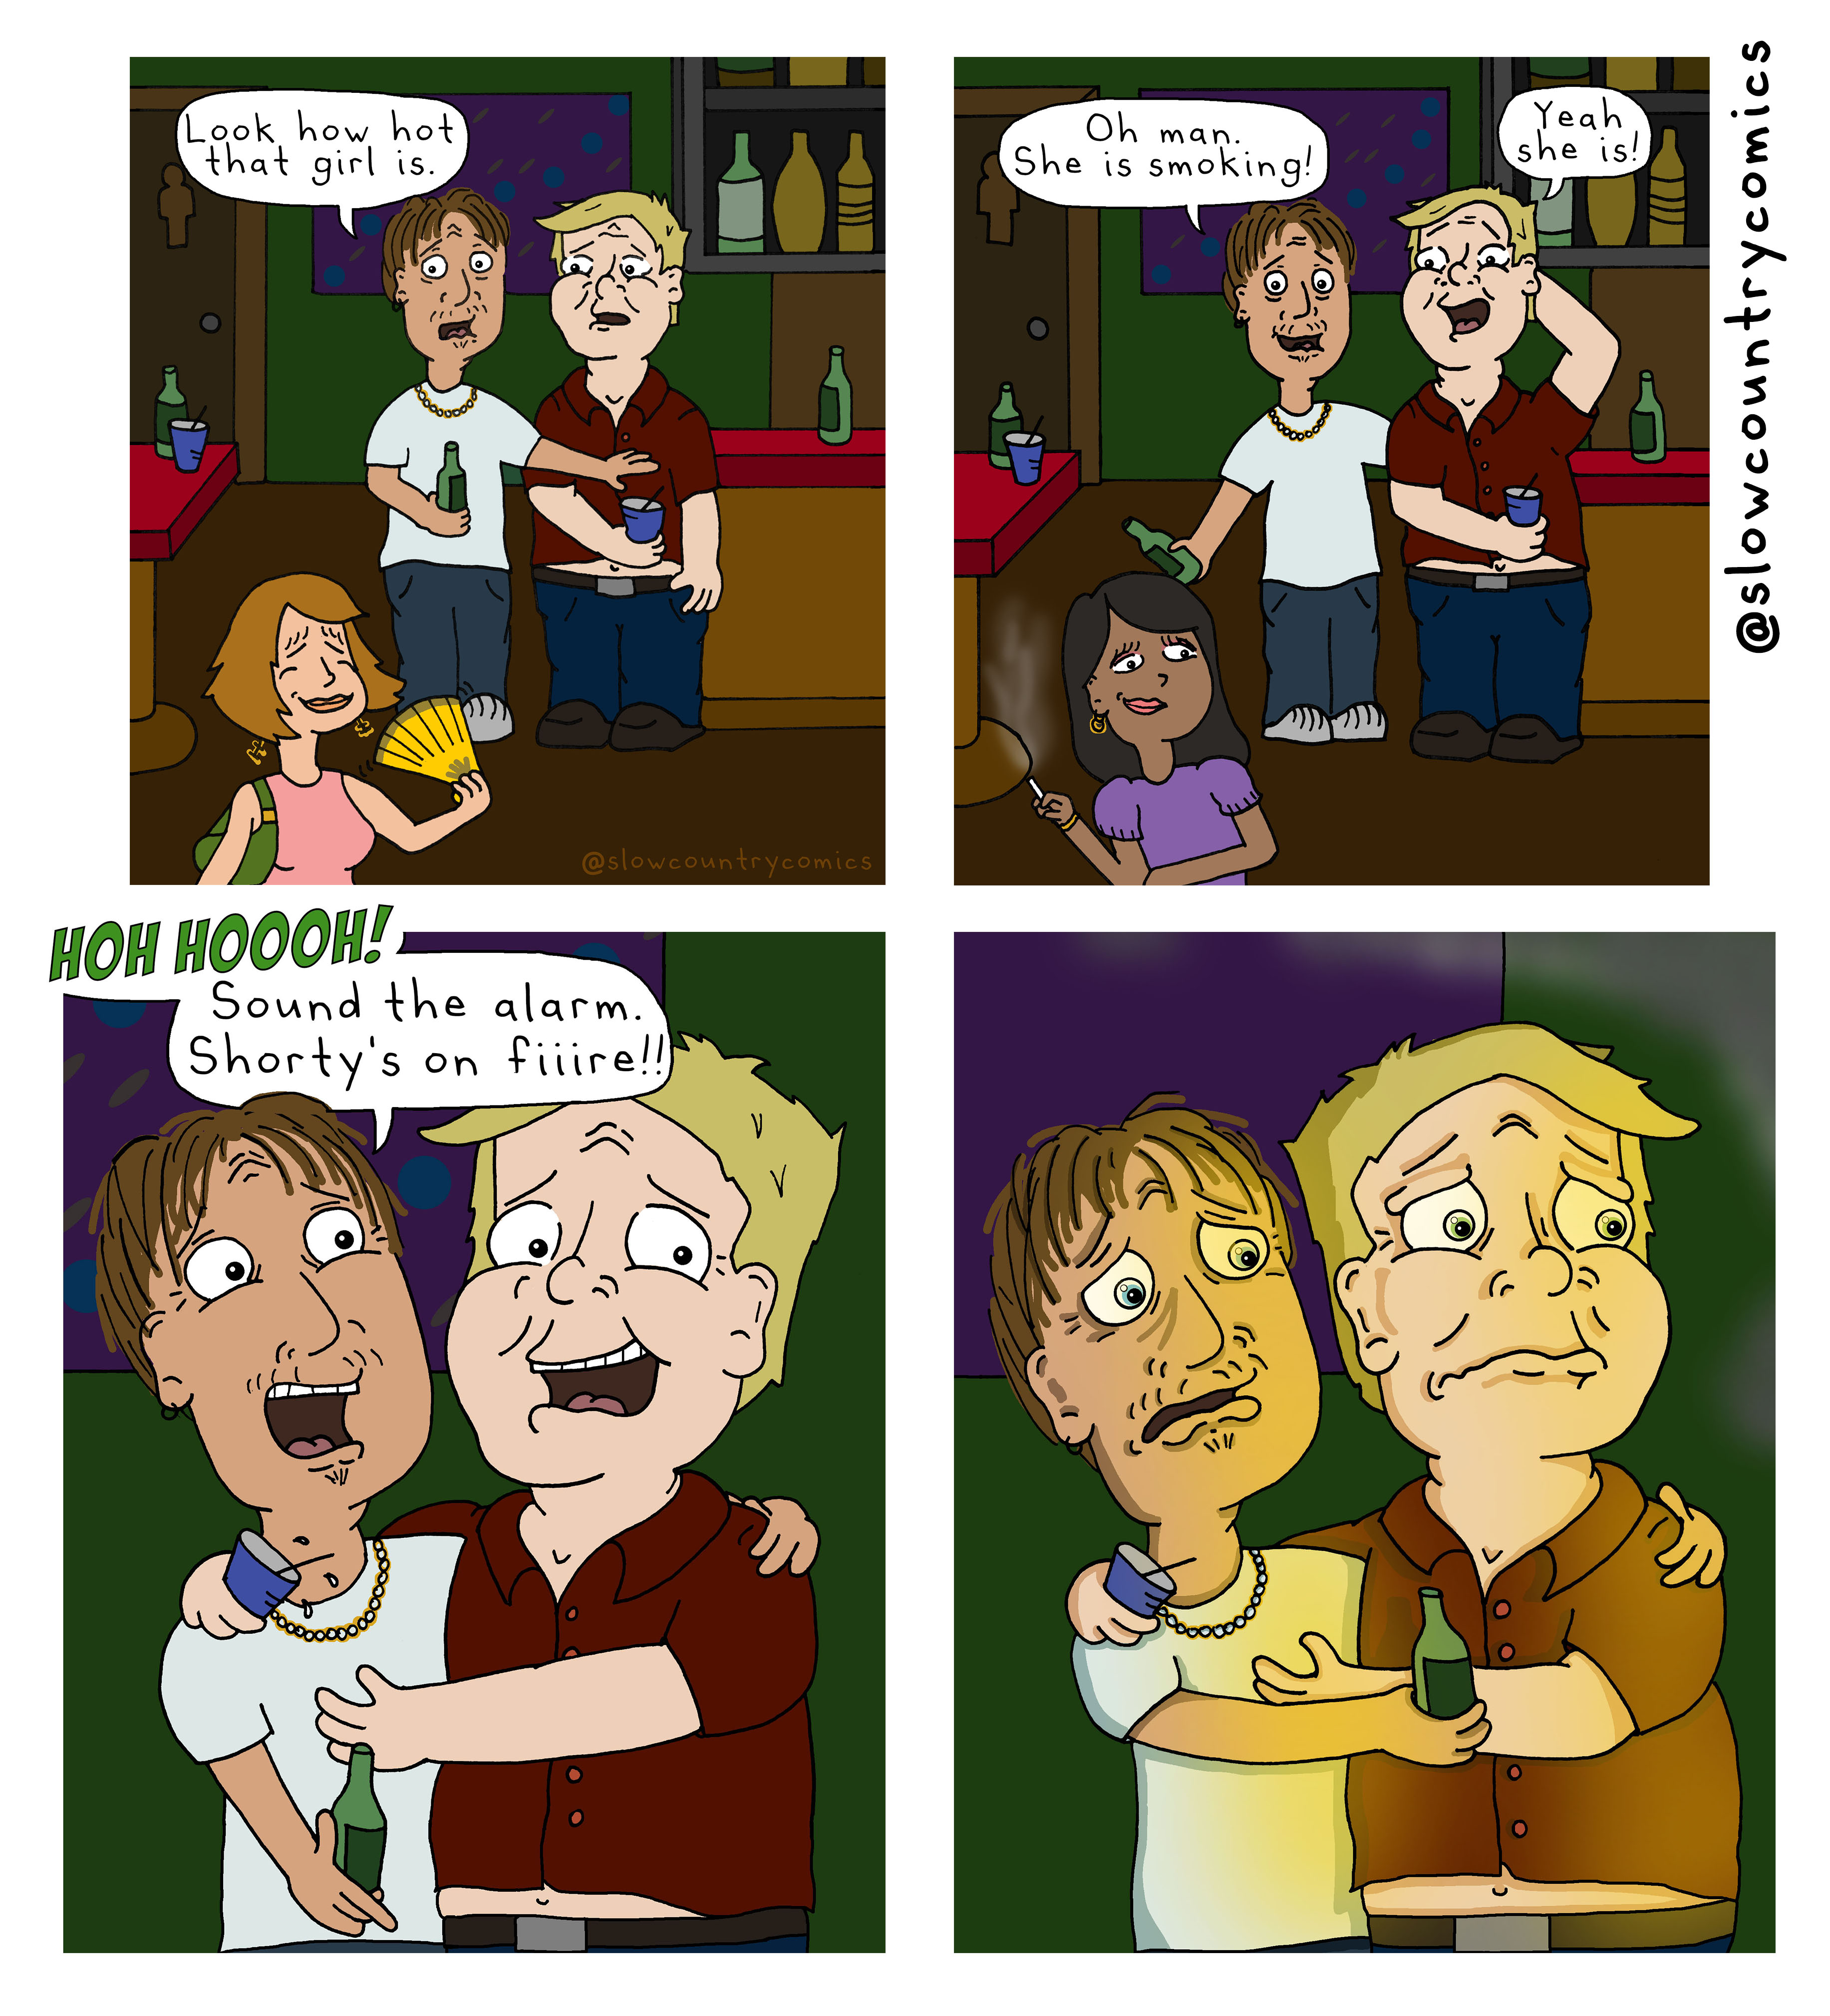 Look how hot
that girl is.
@slowcountrycomics
Oh man.
She is smoking!
Yeah
she is!
@slowcountrycomics
HOH HOOOH!
Sound the alarm.
Shorty's on fiiire!!